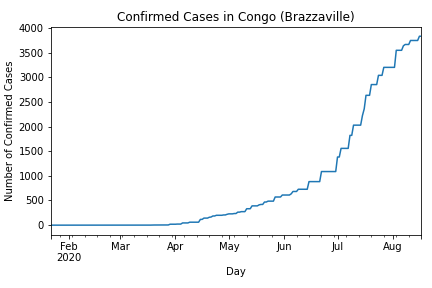 Confirmed Cases in Congo (Brazzaville)
Number of Confirmed Cases
4000
3500
3000
2500
2000
1500
1000
500
0
Feb Mar Apr May Jun Jul Aug
2020
Day